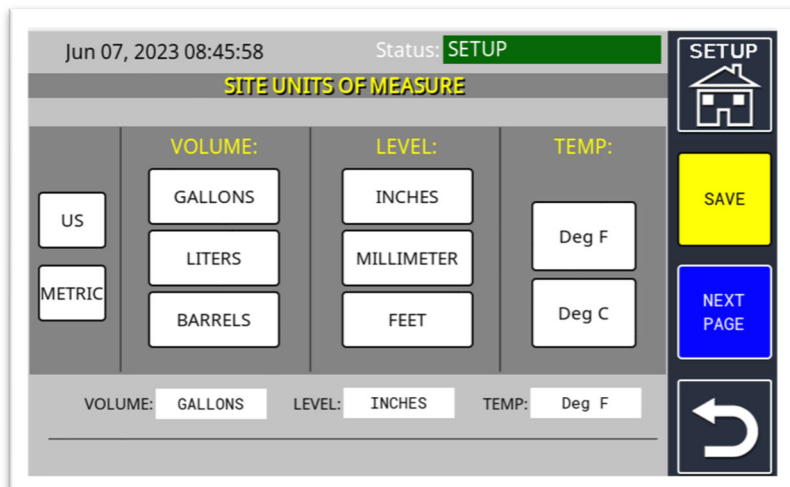 Jun 07, 2023 08:45:58 Status: SETUP
SITE UNITS OF MEASURE
VOLUME: LEVEL: TEMP:
US
METRIC
GALLONS
LITERS
BARRELS
INCHES
MILLIMETER
FEET
Deg F
Deg C
VOLUME: GALLONS LEVEL: INCHES TEMP: Deg F
SETUP
SAVE
NEXT
PAGE